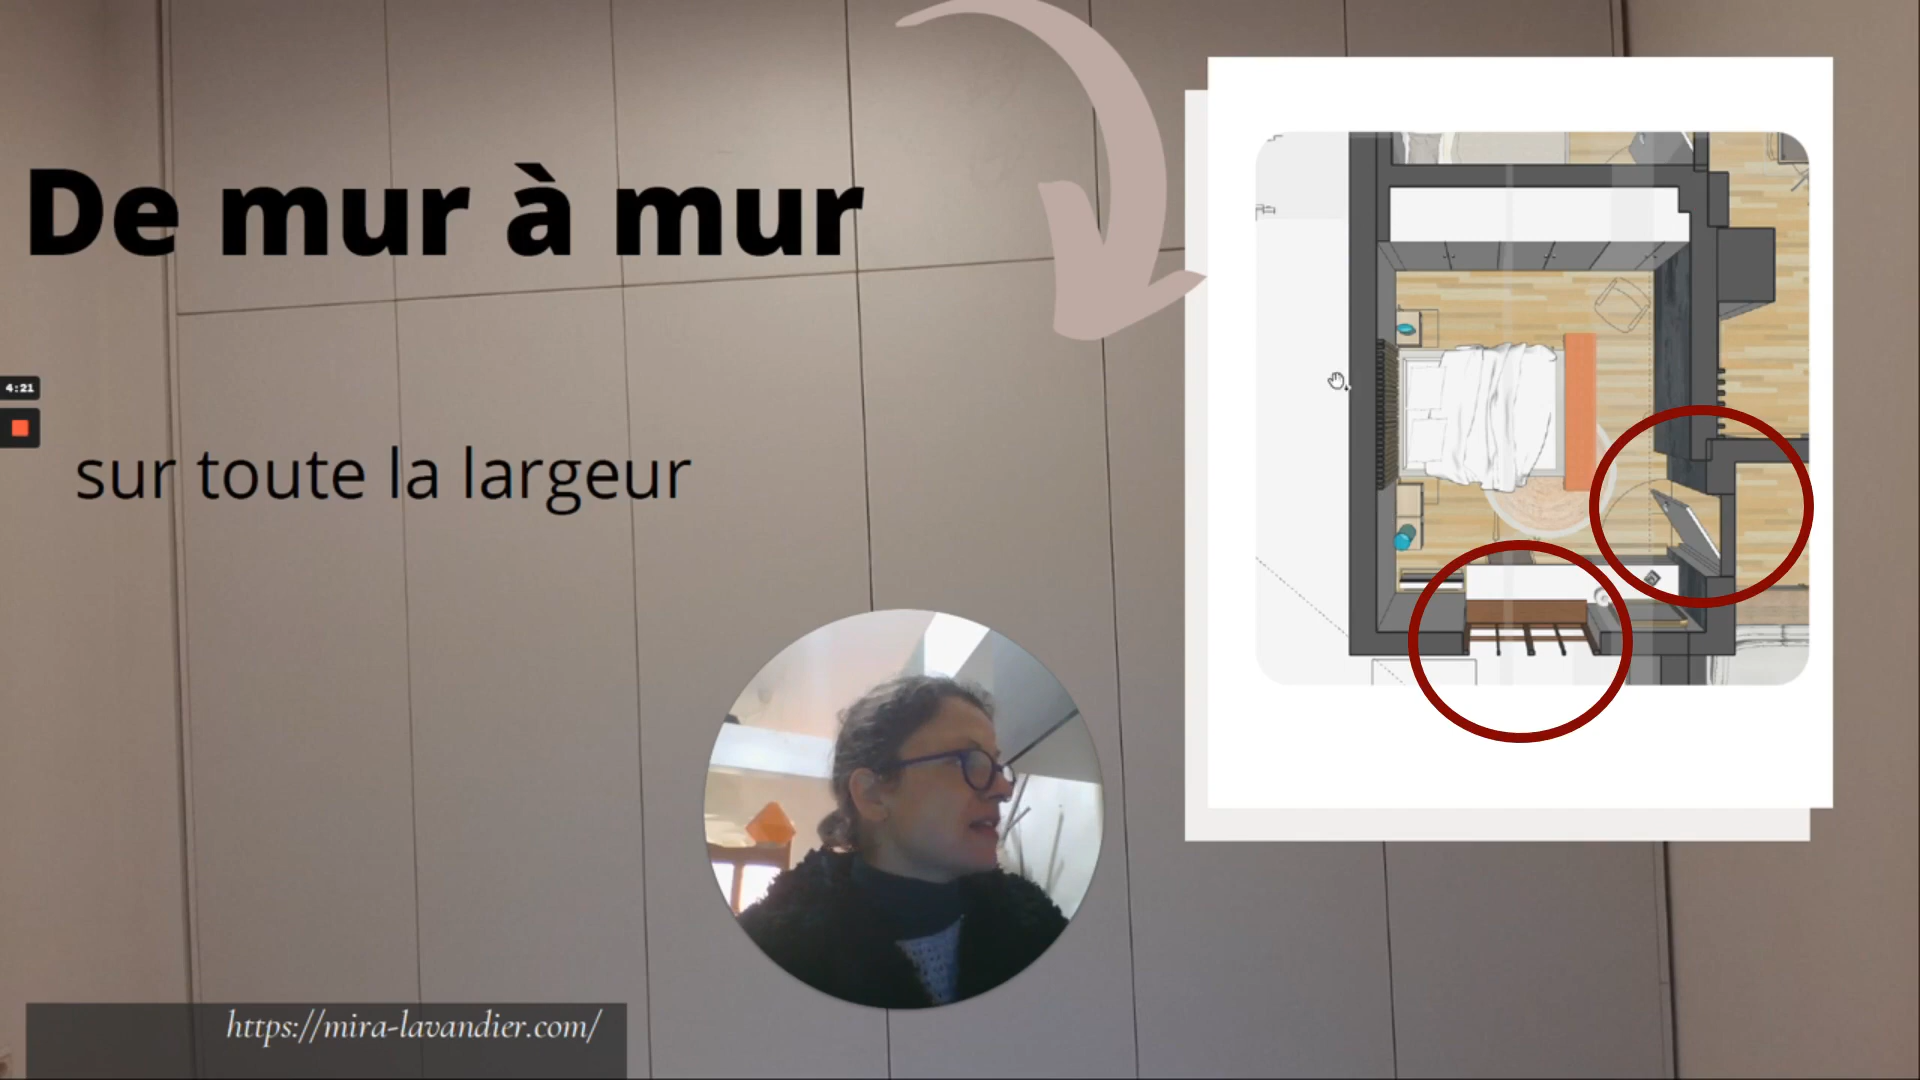 De mur à mur
sur toute la largeur
4:21
https://mira-lavandier.com/